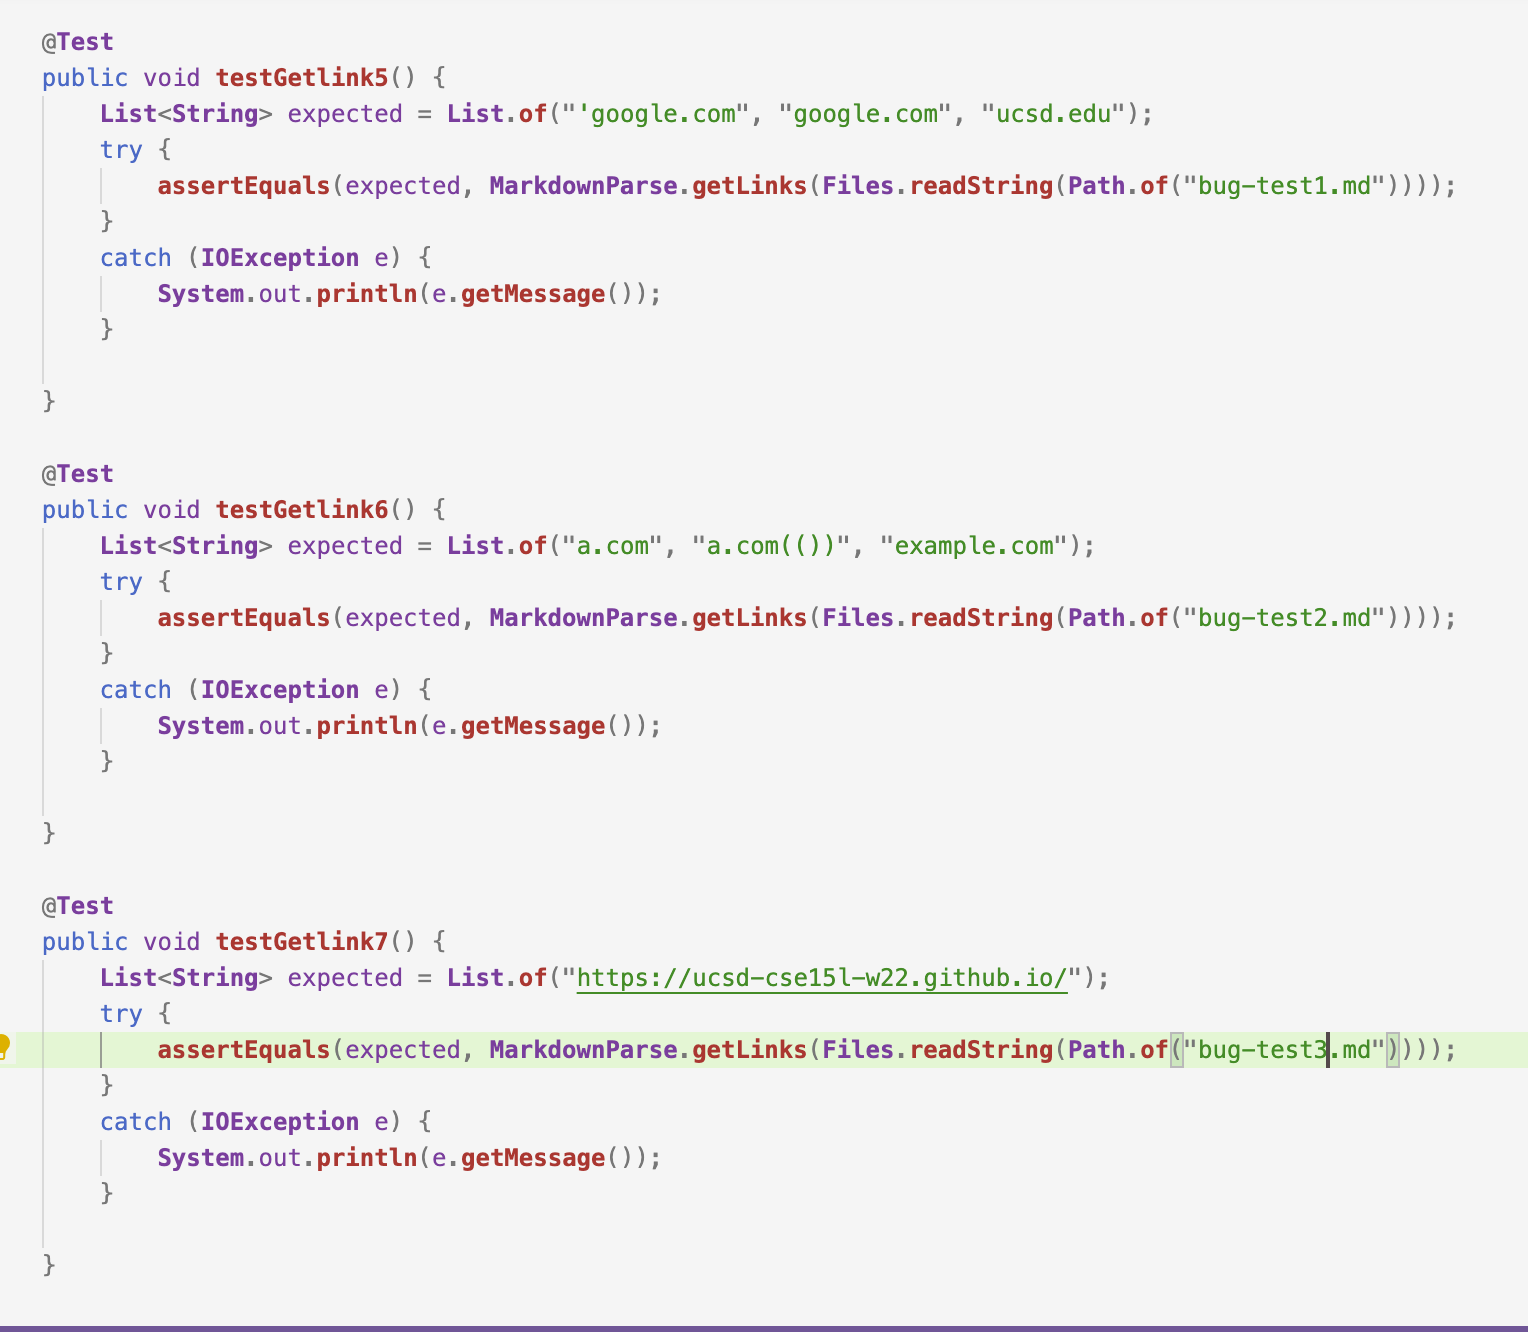 @Test
public void testGetlink5() {
    List<String> expected = List.of("'google.com", "google.com", "ucsd.edu");
    try {
        assertEquals(expected, MarkdownParse.getLinks(Files.readString(Path.of("bug-test1.md"))));
    }
    catch (IOException e) {
        System.out.println(e.getMessage());
    }
}
@Test
public void testGetlink6() {
    List<String> expected = List.of("a.com", "a.com(())", "example.com");
    try {
        assertEquals(expected, MarkdownParse.getLinks(Files.readString(Path.of("bug-test2.md"))));
    }
    catch (IOException e) {
        System.out.println(e.getMessage());
    }
}
@Test
public void testGetlink7() {
    List<String> expected = List.of("https://ucsd-cse15l-w22.github.io/");
    try {
        assertEquals(expected, MarkdownParse.getLinks(Files.readString(Path.of("bug-test3.md"))));
    }
    catch (IOException e) {
        System.out.println(e.getMessage());
    }
}